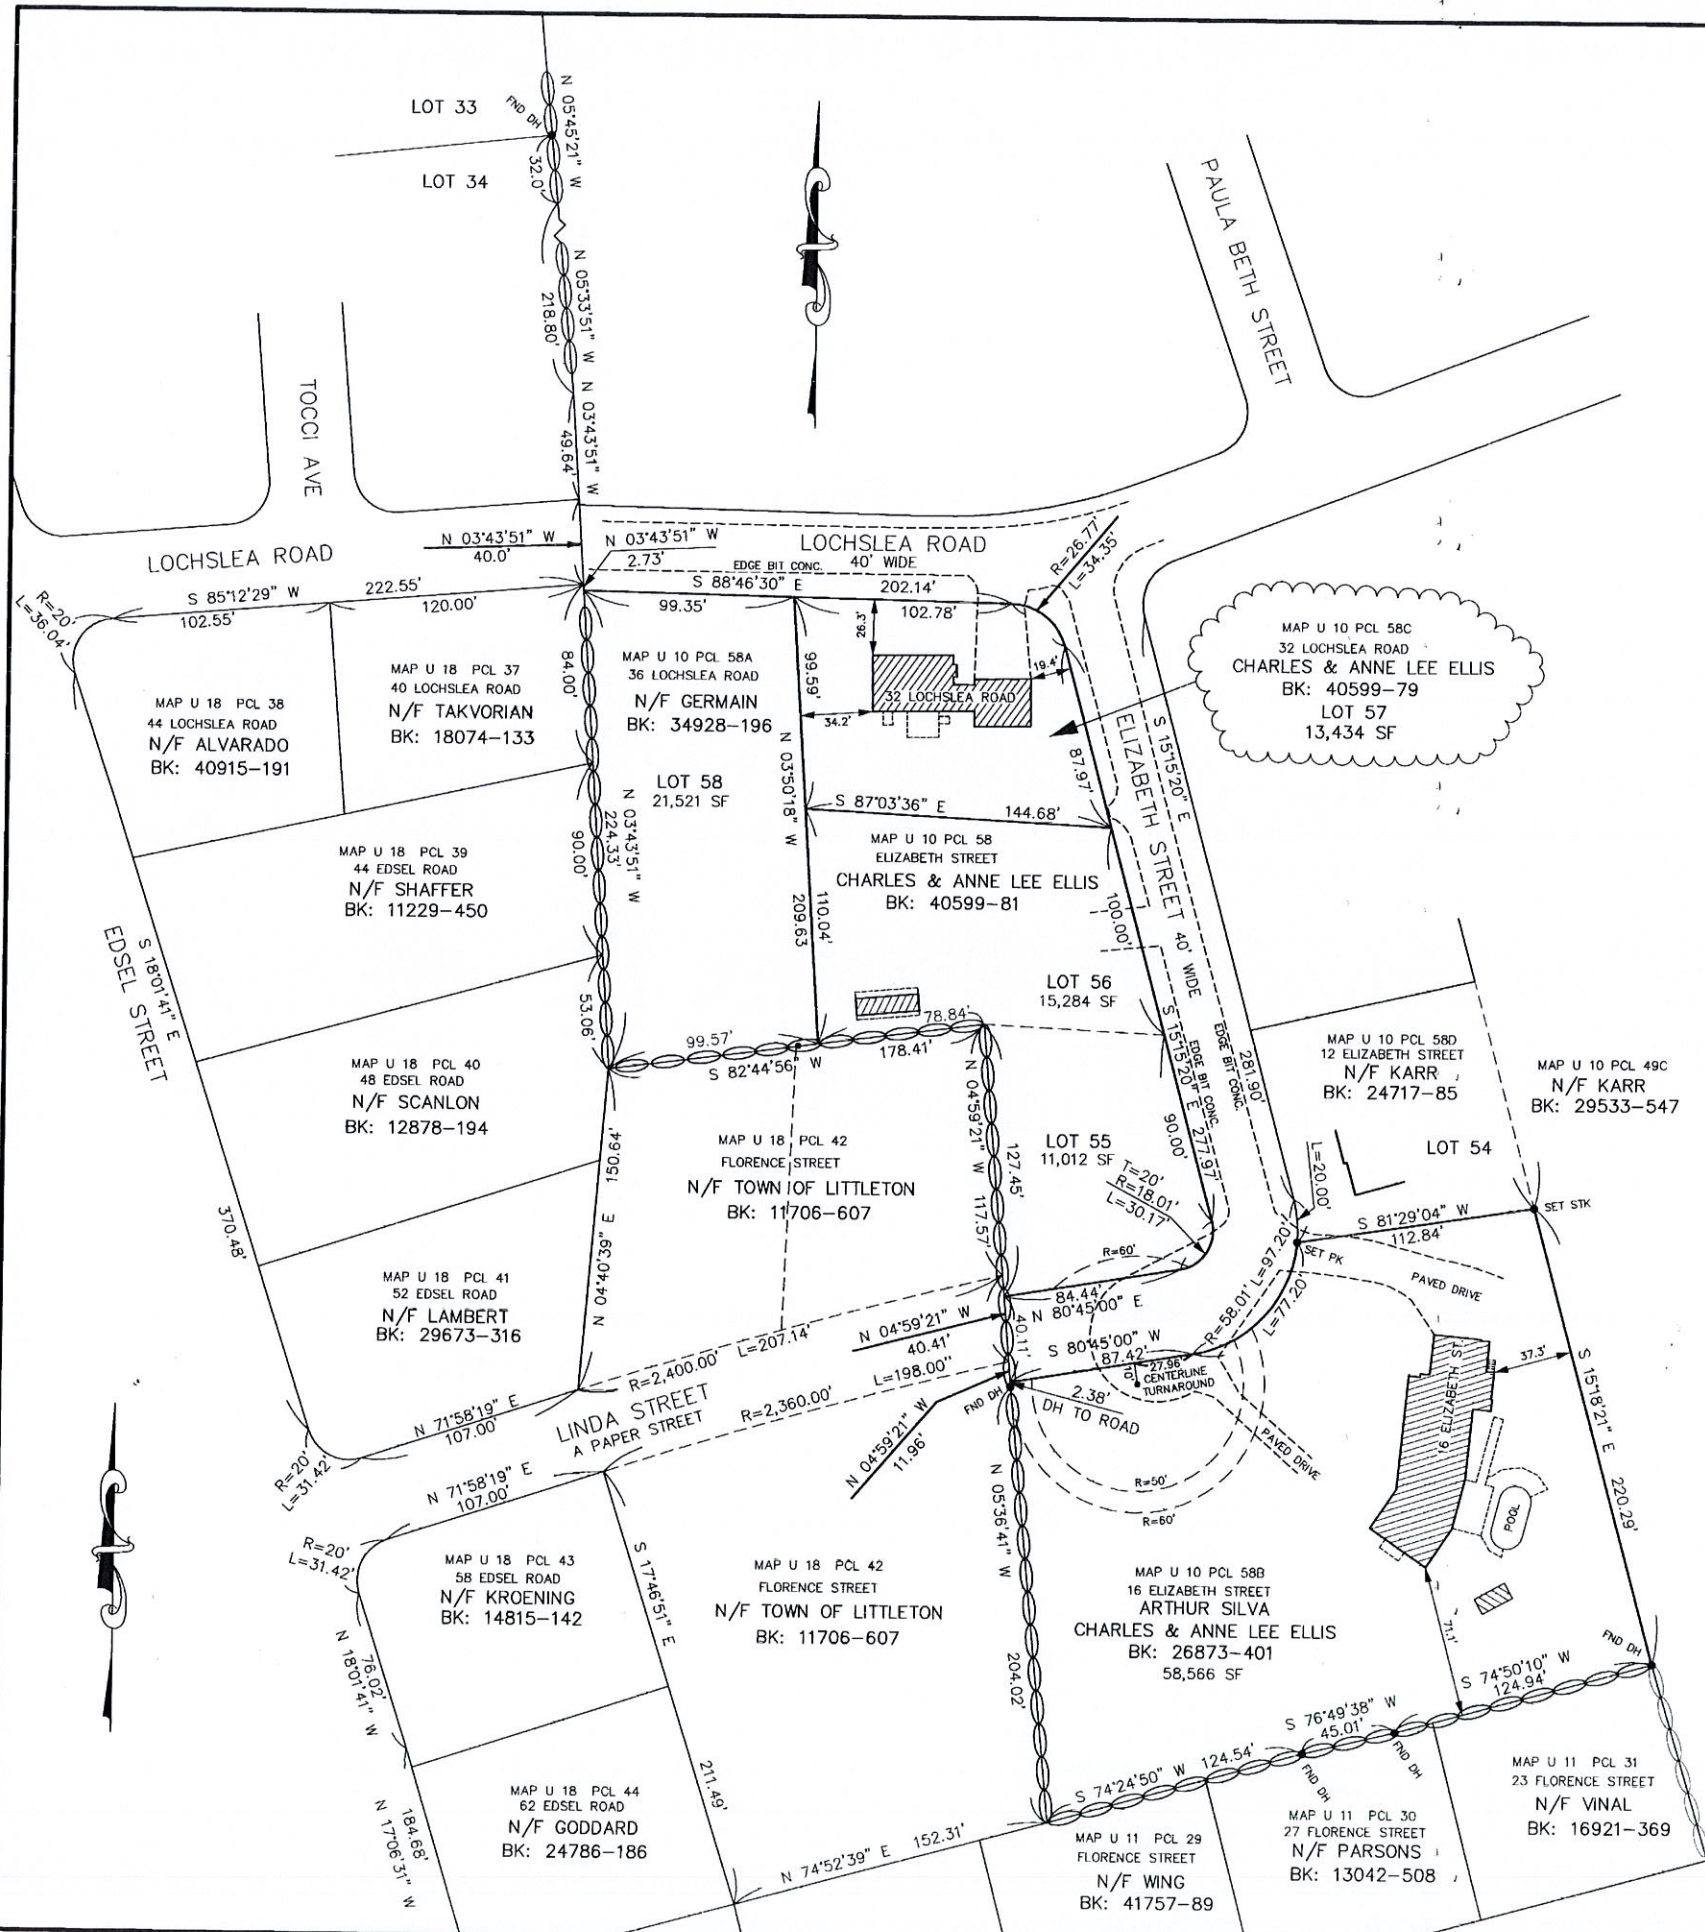 LOT 33
FND DH
N 05°45'21" W
32.0'
LOT 34
N 05°33'51" W
218.80'
N 03°43'51" W
49.64'
PAULA BETH STREET
TOCCI AVE
LOCHSLEA ROAD
N 03°43'51" W
40.0'
N 03°43'51" W
2.73'
LOCHSLEA ROAD
40' WIDE
EDGE BIT CONC.
S 88°46'30" E
202.14'
99.35'
102.78'
R=26.77'
L=34.35'
S 85°12'29" W
222.55'
102.55'
120.00'
R=20'
L=36.04'
MAP U 18 PCL 38
44 LOCHSLEA ROAD
N/F ALVARADO
BK: 40915-191
MAP U 18 PCL 37
40 LOCHSLEA ROAD
N/F TAKVORIAN
BK: 18074-133
84.00'
MAP U 10 PCL 58A
36 LOCHSLEA ROAD
N/F GERMAIN
BK: 34928-196
LOT 58
21,521 SF
99.59'
26.3'
32 LOCHSLEA ROAD
19.4'
34.2'
N 03°50'18" W
209.63
110.04'
87.97'
ELIZABETH STREET 40' WIDE
S 15°15'20" E
281.90'
MAP U 10 PCL 58C
32 LOCHSLEA ROAD
CHARLES & ANNE LEE ELLIS
BK: 40599-79
LOT 57
13,434 SF
S 87°03'36" E
144.68'
MAP U 10 PCL 58
ELIZABETH STREET
CHARLES & ANNE LEE ELLIS
BK: 40599-81
100.00'
LOT 56
15,284 SF
MAP U 18 PCL 39
44 EDSEL ROAD
N/F SHAFFER
BK: 11229-450
N 03°43'51" W
224.33'
90.00'
53.06'
S 18°01'41" E
EDSEL STREET
370.48'
MAP U 18 PCL 40
48 EDSEL ROAD
N/F SCANLON
BK: 12878-194
99.57'
78.84'
S 82°44'56" W
178.41'
150.64'
N 04°40'39" E
MAP U 18 PCL 42
FLORENCE STREET
N/F TOWN OF LITTLETON
BK: 11706-607
N 04°59'21" W
127.45'
117.57'
LOT 55
11,012 SF
T=20'
R=18.01'
L=30.17'
S 15°15'20" E 277.97'
90.00'
EDGE BIT CONC.
EDGE BIT CONC.
MAP U 10 PCL 58D
12 ELIZABETH STREET
N/F KARR
BK: 24717-85
LOT 54
MAP U 10 PCL 49C
N/F KARR
BK: 29533-547
L=20.00'
S 81°29'04" W
112.84'
SET STK
SET PK
PAVED DRIVE
MAP U 18 PCL 41
52 EDSEL ROAD
N/F LAMBERT
BK: 29673-316
R=60'
84.44'
N 80°45'00" E
R=58.01' L=97.20'
L=77.20'
N 04°59'21" W
40.41'
40.11'
S 80°45'00" W
87.42'
27.96'
10'
CENTERLINE
TURNAROUND
R=2,400.00' L=207.14'
L=198.00"
R=2,360.00'
LINDA STREET
A PAPER STREET
N 71°58'19" E
107.00'
R=20'
L=31.42'
FND DH
2.38'
DH TO ROAD
N 04°59'21" W
11.96'
PAVED DRIVE
R=50'
R=60'
16 ELIZABETH ST.
37.3'
POOL
S 15°18'21" E
220.29'
N 71°58'19" E
107.00'
R=20'
L=31.42'
MAP U 18 PCL 43
58 EDSEL ROAD
N/F KROENING
BK: 14815-142
S 17°46'51" E
211.49'
MAP U 18 PCL 42
FLORENCE STREET
N/F TOWN OF LITTLETON
BK: 11706-607
N 05°36'41" W
204.02'
MAP U 10 PCL 58B
16 ELIZABETH STREET
ARTHUR SILVA
CHARLES & ANNE LEE ELLIS
BK: 26873-401
58,566 SF
71.1'
FND DH
76.02'
N 18°01'41" W
S 74°50'10" W
124.94'
S 76°49'38" W
45.01'
FND DH
FND DH
S 74°24'50" W 124.54'
MAP U 18 PCL 44
62 EDSEL ROAD
N/F GODDARD
BK: 24786-186
184.68'
N 17°06'31" W
N 74°52'39" E 152.31'
MAP U 11 PCL 29
FLORENCE STREET
N/F WING
BK: 41757-89
MAP U 11 PCL 30
27 FLORENCE STREET
N/F PARSONS
BK: 13042-508
MAP U 11 PCL 31
23 FLORENCE STREET
N/F VINAL
BK: 16921-369